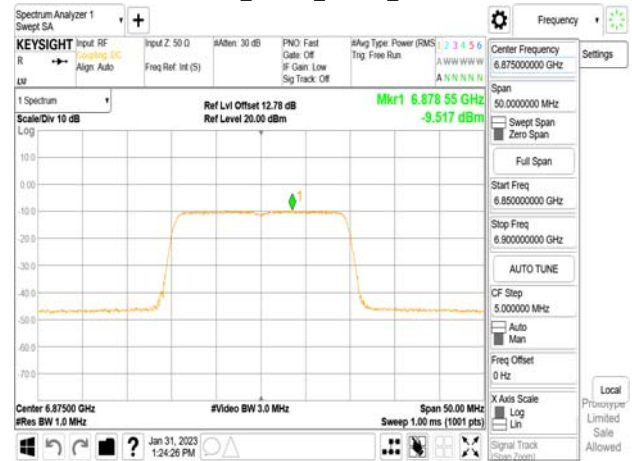 Spectrum Analyzer 1
Swept SA
Frequency
KEYSIGHT
R
Input: RF
Coupling: DC
Align: Auto
Input Z: 50 Ω
Freq Ref: Int (S)
#Atten: 30 dB
PNO: Fast
Gate: Off
IF Gain: Low
Sig Track: Off
#Avg Type: Power (RMS
Trig: Free Run
1 2 3 4 5 6
A W W W W W
A N N N N N
1 Spectrum
Scale/Div 10 dB
Log
Ref Lvl Offset 12.78 dB
Ref Level 20.00 dBm
Mkr1 6.878 55 GHz
-9.517 dBm
10.0
0.00
-10.0
-20.0
-30.0
-40.0
-50.0
-60.0
-70.0
1
Center 6.87500 GHz
#Res BW 1.0 MHz
#Video BW 3.0 MHz
Span 50.00 MHz
Sweep 1.00 ms (1001 pts)
Jan 31, 2023
1:24:26 PM
Center Frequency
6.875000000 GHz
Span
50.0000000 MHz
Swept Span
Zero Span
Full Span
Start Freq
6.850000000 GHz
Stop Freq
6.900000000 GHz
AUTO TUNE
CF Step
5.000000 MHz
Auto
Man
Freq Offset
0 Hz
X Axis Scale
Log
Lin
Signal Track
(Span Zoom)
Settings
Local
Prototype
Limited
Sale
Allowed